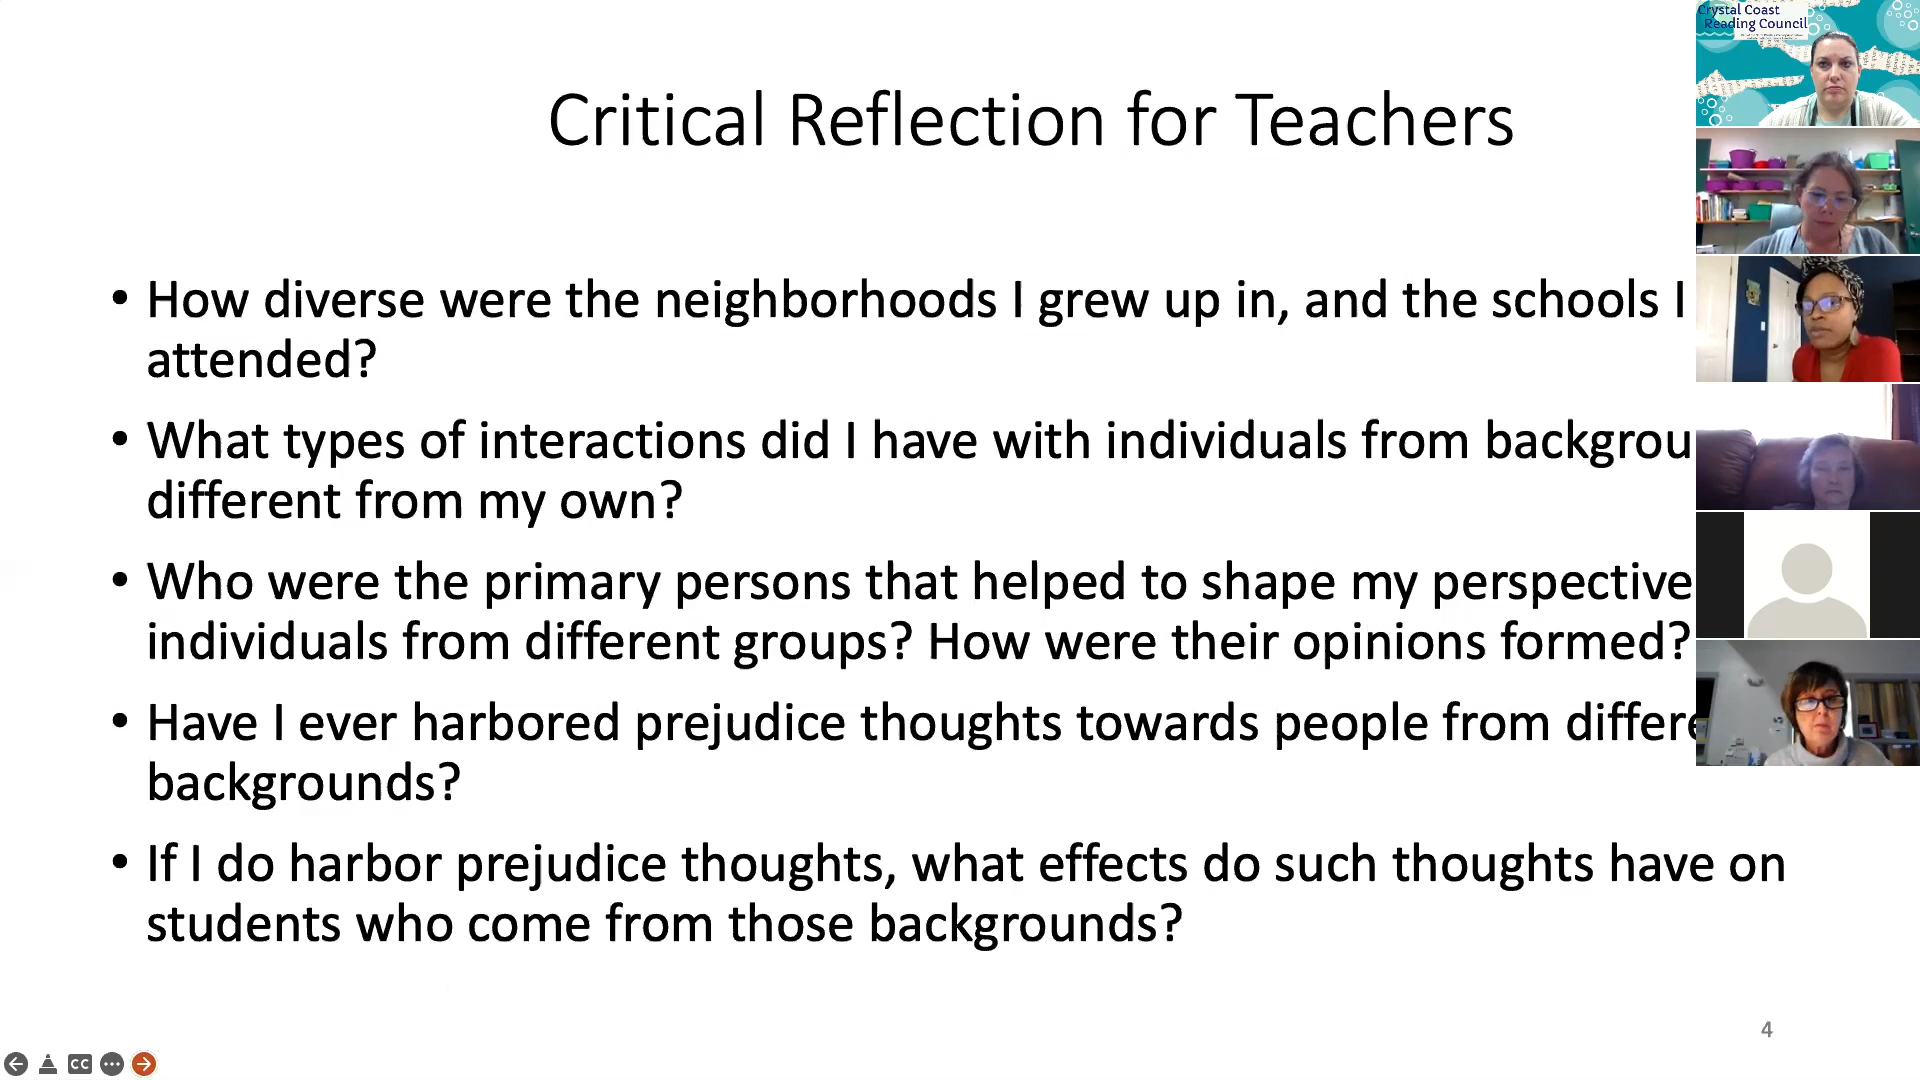 Critical Reflection for Teachers
• How diverse were the neighborhoods I grew up in, and the schools I
attended?
• What types of interactions did I have with individuals from backgrou
different from my own?
• Who were the primary persons that helped to shape my perspective
individuals from different groups? How were their opinions formed?
• Have I ever harbored prejudice thoughts towards people from differe
backgrounds?
• If I do harbor prejudice thoughts, what effects do such thoughts have on
students who come from those backgrounds?
4
CC
Crystal Coast
Reading Council